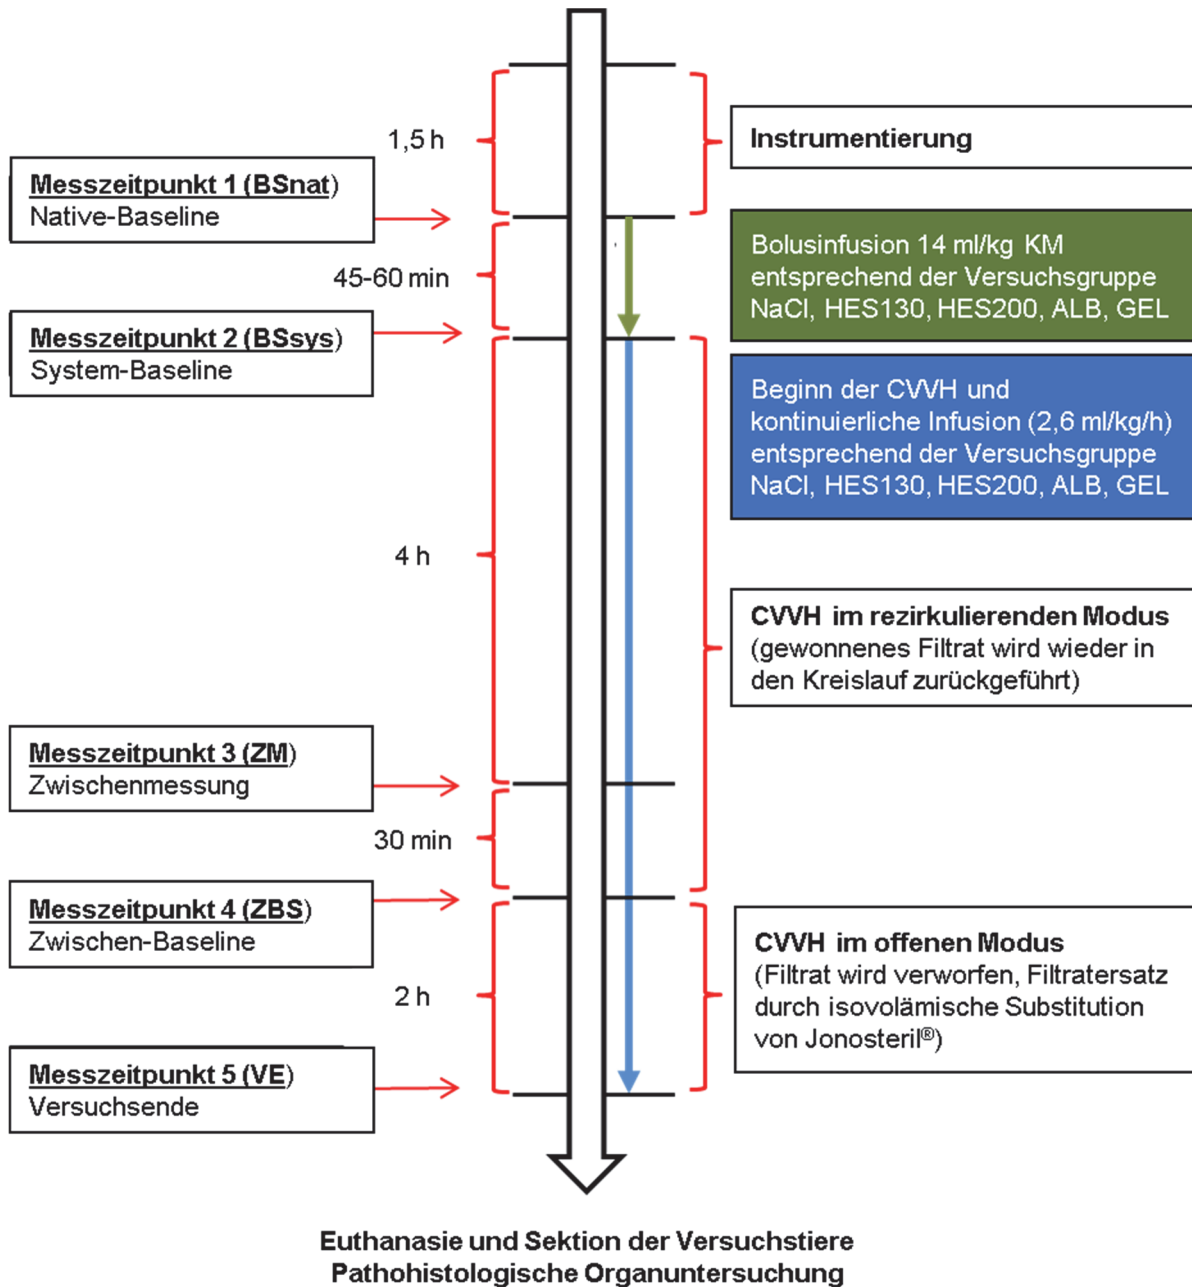 1,5 h
Instrumentierung
Messzeitpunkt 1 (BSnat)
Native-Baseline
45-60 min
Bolusinfusion 14 ml/kg KM
entsprechend der Versuchsgruppe
NaCl, HES130, HES200, ALB, GEL
Messzeitpunkt 2 (BSsys)
System-Baseline
Beginn der CVVH und
kontinuierliche Infusion (2,6 ml/kg/h)
entsprechend der Versuchsgruppe
NaCl, HES130, HES200, ALB, GEL
4 h
CVVH im rezirkulierenden Modus
(gewonnenes Filtrat wird wieder in
den Kreislauf zurückgeführt)
Messzeitpunkt 3 (ZM)
Zwischenmessung
30 min
Messzeitpunkt 4 (ZBS)
Zwischen-Baseline
CVVH im offenen Modus
(Filtrat wird verworfen, Filtratersatz
durch isovolämische Substitution
von Jonosteril®)
2 h
Messzeitpunkt 5 (VE)
Versuchsende
Euthanasie und Sektion der Versuchstiere
Pathohistologische Organuntersuchung